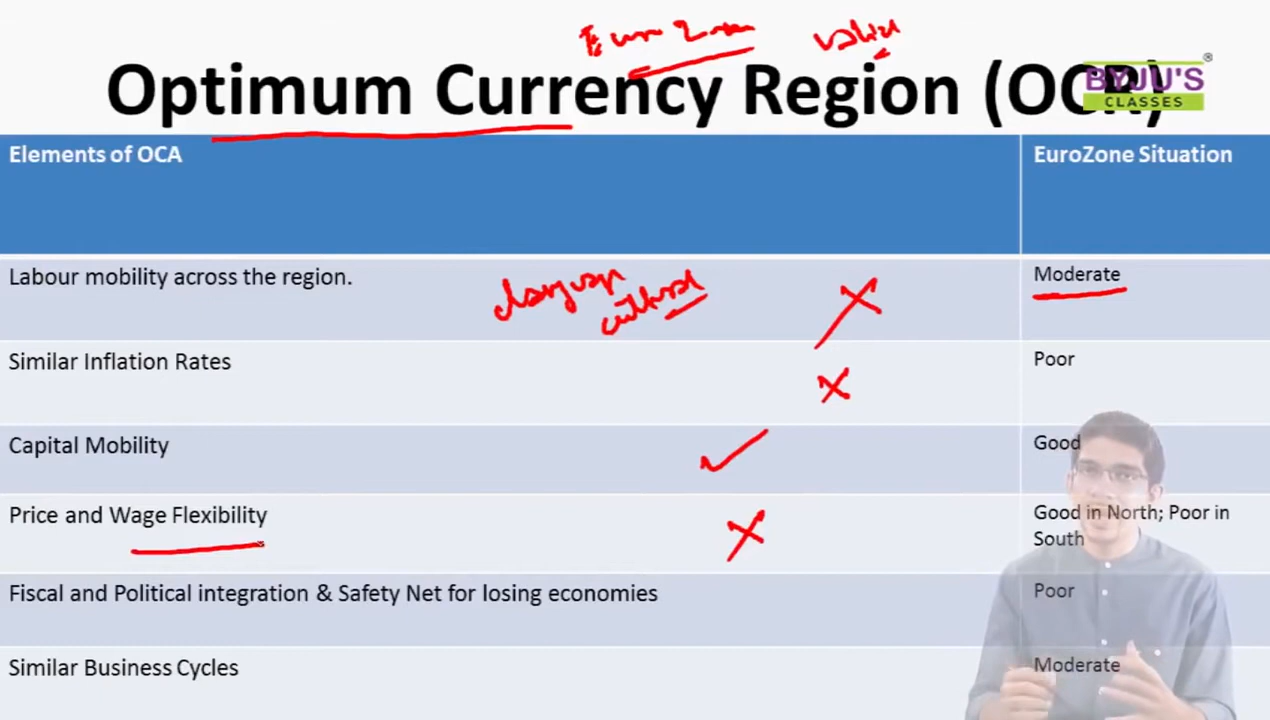 Euro Zone
Optimum Currency Region (OCR)
BYJU'S
CLASSES
®
Elements of OCA
EuroZone Situation
Labour mobility across the region.
language
cultural
Moderate
Similar Inflation Rates
Poor
Capital Mobility
Good
Price and Wage Flexibility
Good in North; Poor in
South
Fiscal and Political integration & Safety Net for losing economies
Poor
Similar Business Cycles
Moderate